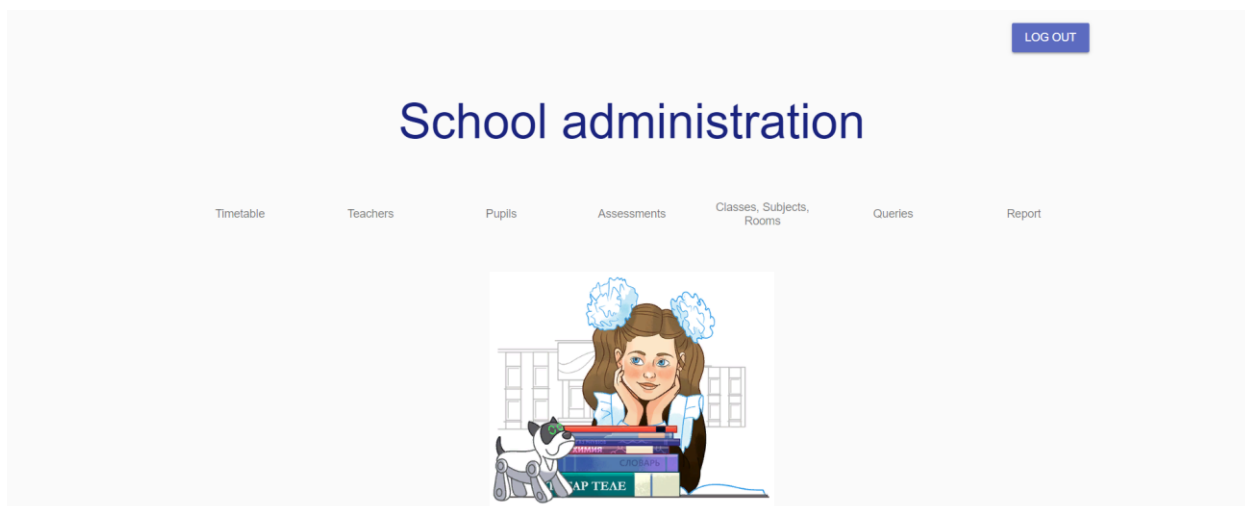 LOG OUT
School administration
Timetable
Teachers
Pupils
Assessments
Classes, Subjects,
Rooms
Queries
Report
ХИМИЯ
СЛОВАРЬ
АР ТЕЛЕ